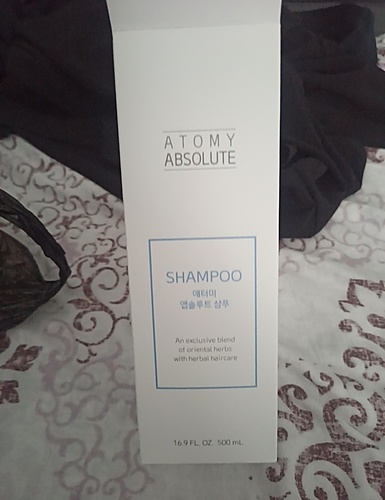 ATOMY
ABSOLUTE
SHAMPOO
애터미
앱솔루트 샴푸
An exclusive blend
of oriental herbs
with herbal haircare
16.9 FL. OZ. 500 mL